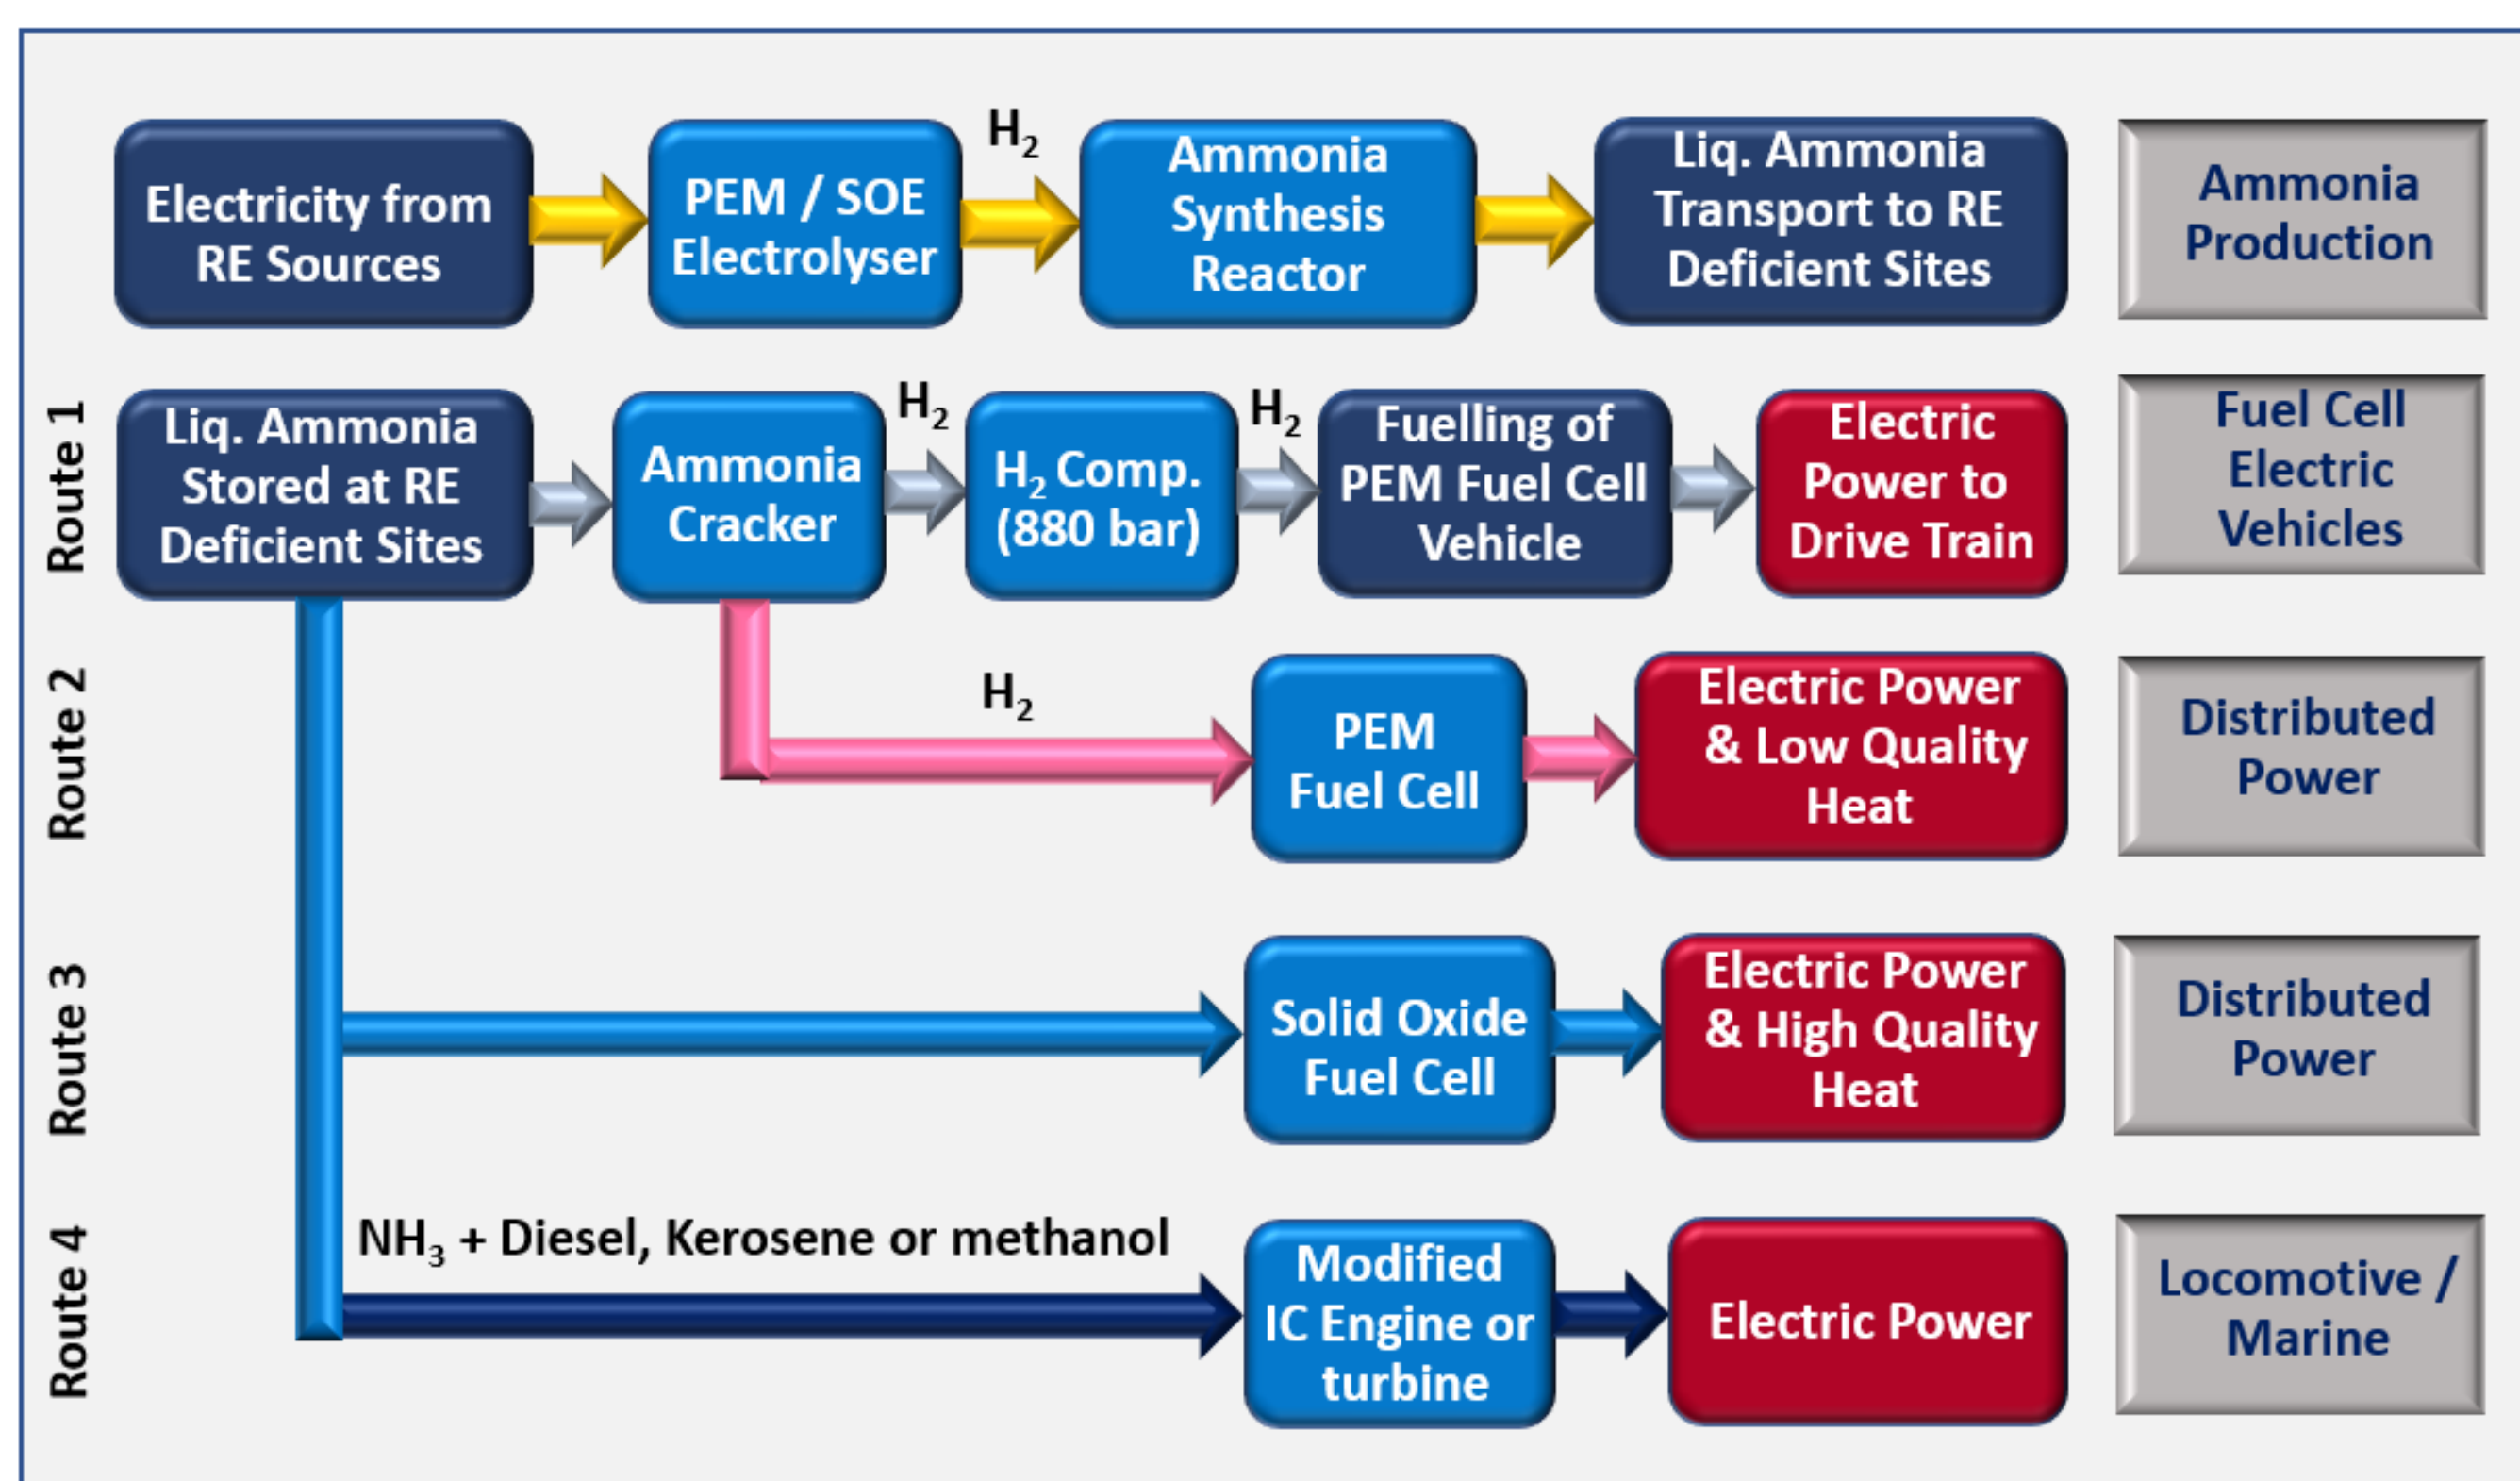 Electricity from
RE Sources
PEM / SOE
Electrolyser
H₂
Ammonia
Synthesis
Reactor
Liq. Ammonia
Transport to RE
Deficient Sites
Ammonia
Production
Route 1
Liq. Ammonia
Stored at RE
Deficient Sites
Ammonia
Cracker
H₂
H₂ Comp.
(880 bar)
H₂
Fuelling of
PEM Fuel Cell
Vehicle
Electric
Power to
Drive Train
Fuel Cell
Electric
Vehicles
Route 2
H₂
PEM
Fuel Cell
Electric Power
& Low Quality
Heat
Distributed
Power
Route 3
Solid Oxide
Fuel Cell
Electric Power
& High Quality
Heat
Distributed
Power
Route 4
NH₃ + Diesel, Kerosene or methanol
Modified
IC Engine or
turbine
Electric Power
Locomotive /
Marine